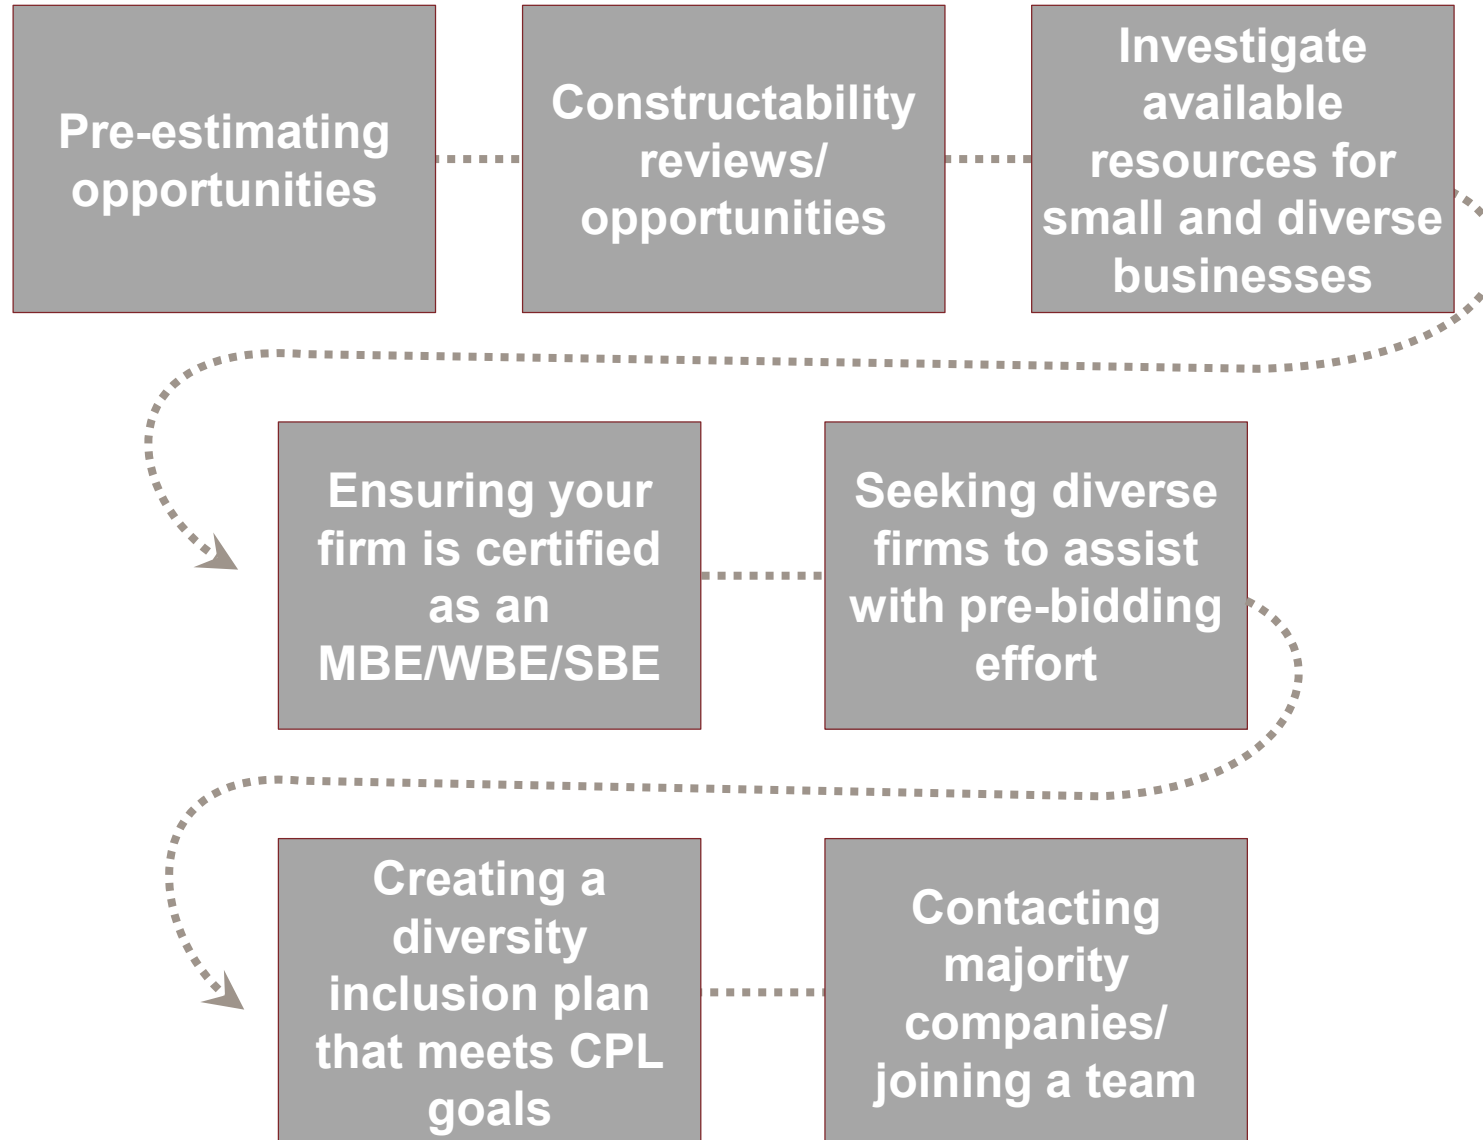 Pre-estimating
opportunities
Constructability
reviews/
opportunities
Investigate
available
resources for
small and diverse
businesses
Ensuring your
firm is certified
as an
MBE/WBE/SBE
Seeking diverse
firms to assist
with pre-bidding
effort
Creating a
diversity
inclusion plan
that meets CPL
goals
Contacting
majority
companies/
joining a team